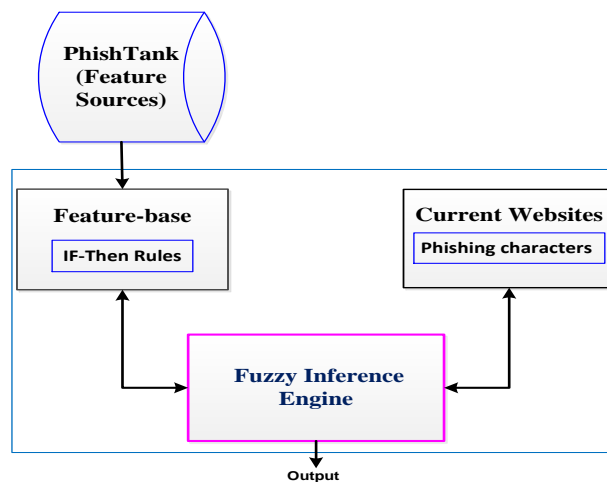 PhishTank
(Feature
Sources)
Feature-base
IF-Then Rules
Current Websites
Phishing characters
Fuzzy Inference
Engine
Output